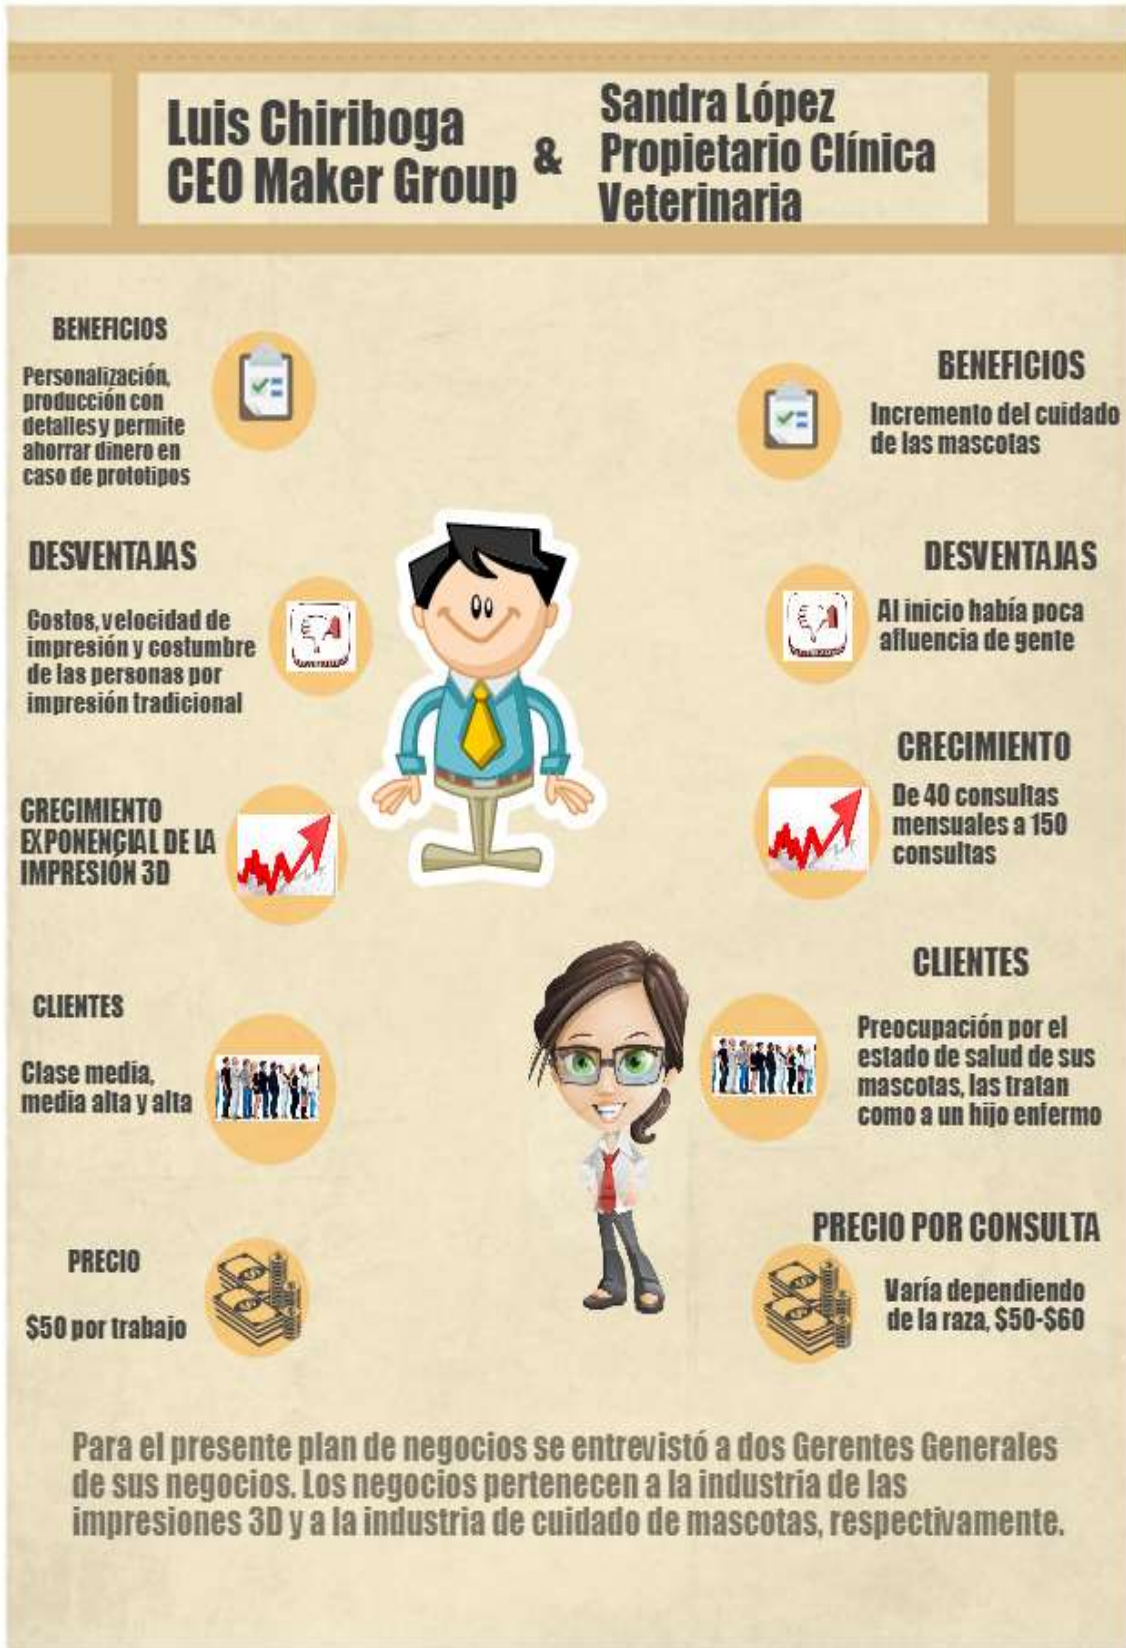 Luis Chiriboga
CEO Maker Group
&
Sandra López
Propietario Clínica
Veterinaria
BENEFICIOS
Personalización,
producción con
detalles y permite
ahorrar dinero en
caso de prototipos
DESVENTAJAS
Costos, velocidad de
impresión y costumbre
de las personas por
impresión tradicional
CRECIMIENTO
EXPONENCIAL DE LA
IMPRESIÓN 3D
CLIENTES
Clase media,
media alta y alta
PRECIO
$50 por trabajo
BENEFICIOS
Incremento del cuidado
de las mascotas
DESVENTAJAS
Al inicio había poca
afluencia de gente
CRECIMIENTO
De 40 consultas
mensuales a 150
consultas
CLIENTES
Preocupación por el
estado de salud de sus
mascotas, las tratan
como a un hijo enfermo
PRECIO POR CONSULTA
Varía dependiendo
de la raza, $50-$60
Para el presente plan de negocios se entrevistó a dos Gerentes Generales
de sus negocios. Los negocios pertenecen a la industria de las
impresiones 3D y a la industria de cuidado de mascotas, respectivamente.